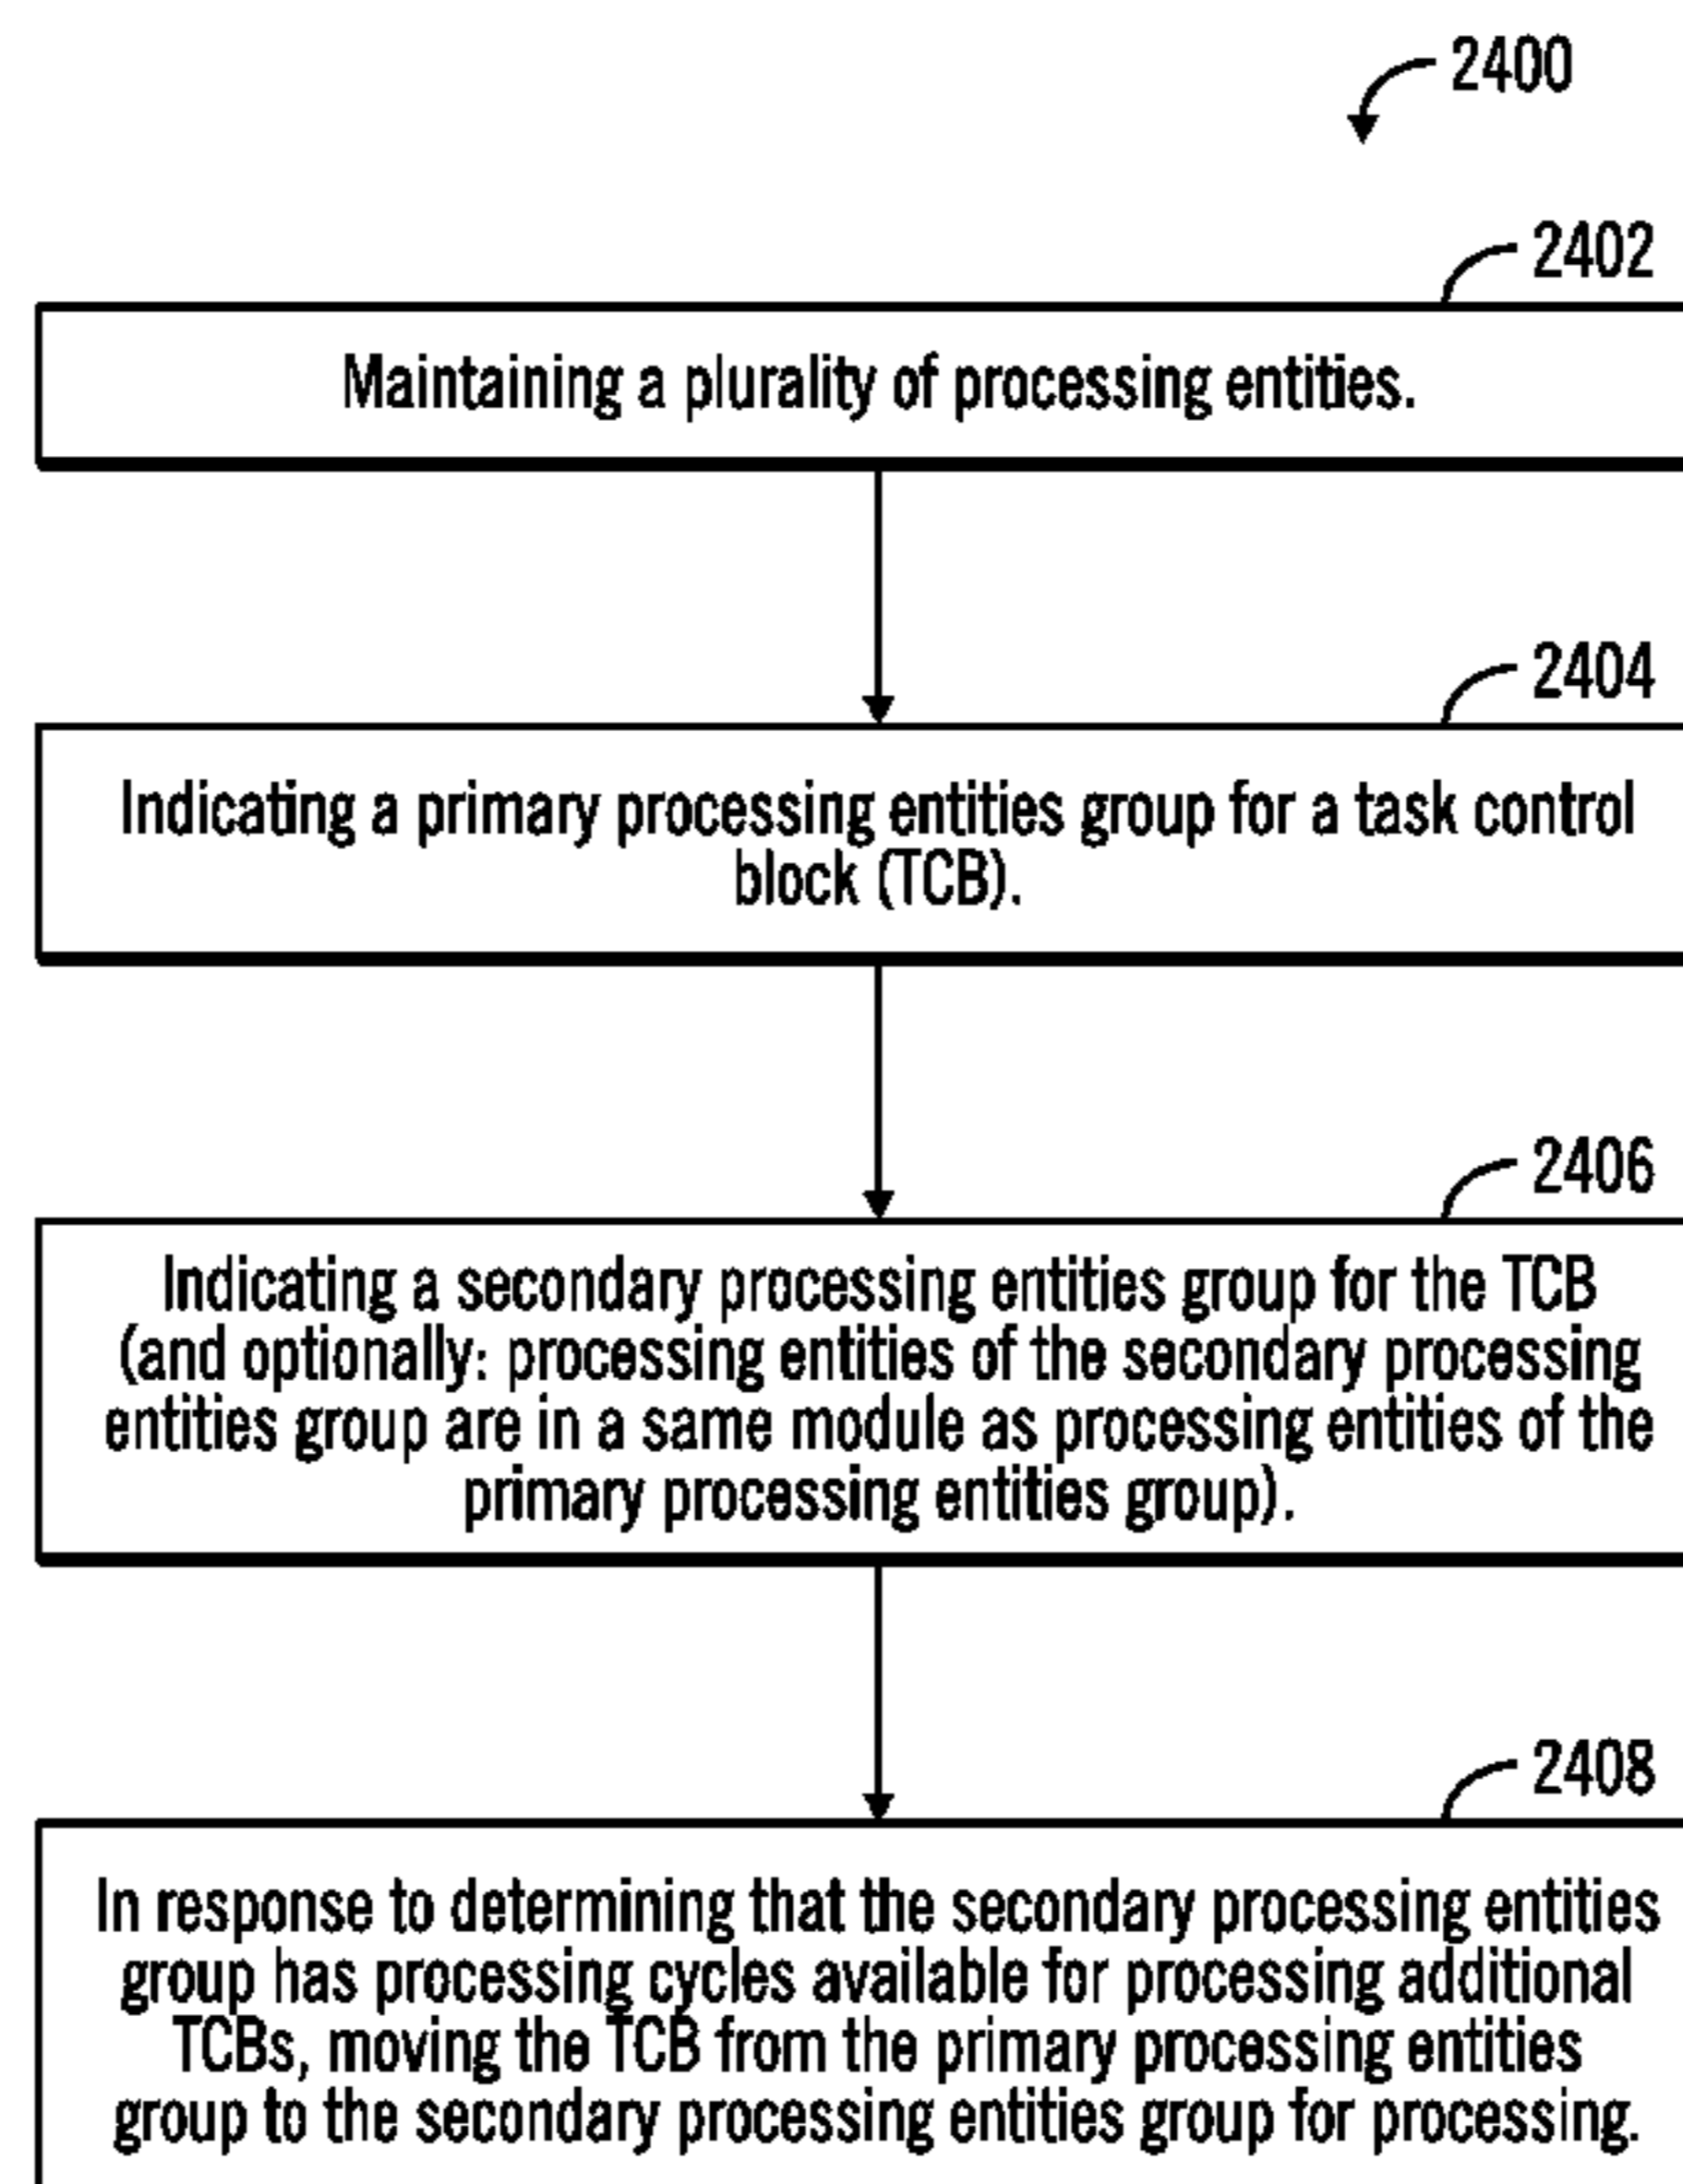 2400
2402
Maintaining a plurality of processing entities.
2404
Indicating a primary processing entities group for a task control
block (TCB).
2406
Indicating a secondary processing entities group for the TCB
(and optionally: processing entities of the secondary processing
entities group are in a same module as processing entities of the
primary processing entities group).
2408
In response to determining that the secondary processing entities
group has processing cycles available for processing additional
TCBs, moving the TCB from the primary processing entities
group to the secondary processing entities group for processing.